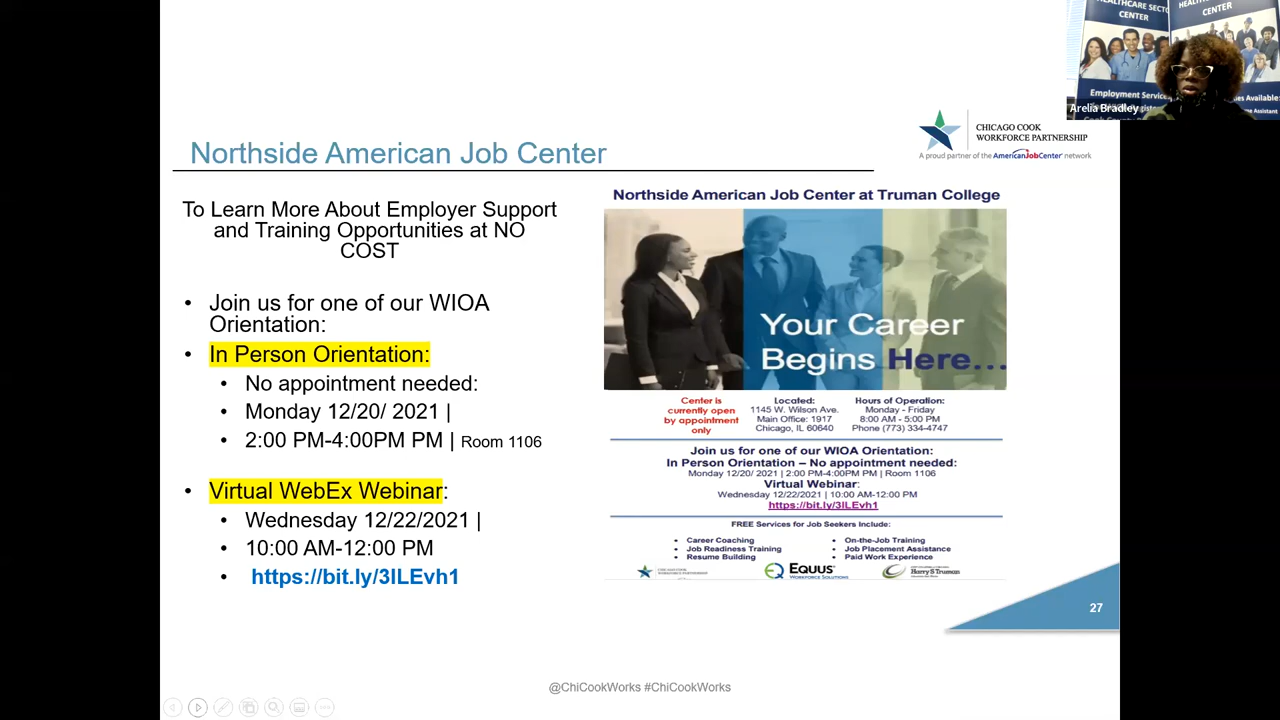 Northside American Job Center
CHICAGO COOK
WORKFORCE PARTNERSHIP
A proud partner of the AmericanJobCenter network
To Learn More About Employer Support
and Training Opportunities at NO
COST
• Join us for one of our WIOA
Orientation:
• In Person Orientation:
• No appointment needed:
• Monday 12/20/ 2021 |
• 2:00 PM-4:00PM PM | Room 1106
• Virtual WebEx Webinar:
• Wednesday 12/22/2021 |
• 10:00 AM-12:00 PM
• https://bit.ly/3lLEvh1
Northside American Job Center at Truman College
Your Career
Begins Here...
Center is
currently open
by appointment
only
Located:
1145 W. Wilson Ave.
Main Office: 1917
Chicago, IL 60640
Hours of Operation:
Monday - Friday
8:00 AM - 5:00 PM
Phone (773) 334-4747
Join us for one of our WIOA Orientation:
In Person Orientation – No appointment needed:
Monday 12/20/ 2021 | 2:00 PM-4:00PM PM | Room 1106
Virtual Webinar:
Wednesday 12/22/2021 | 10:00 AM-12:00 PM
https://bit.ly/3lLEvh1
FREE Services for Job Seekers Include:
• Career Coaching
• Job Readiness Training
• Resume Building
• On-the-Job Training
• Job Placement Assistance
• Paid Work Experience
Equus
WORKFORCE SOLUTIONS
Harry S Truman
27
@ChiCookWorks #ChiCookWorks
HEALTHCARE SECTO
CENTER
CENTER
Employment Service
es Available:
Arelia Bradley